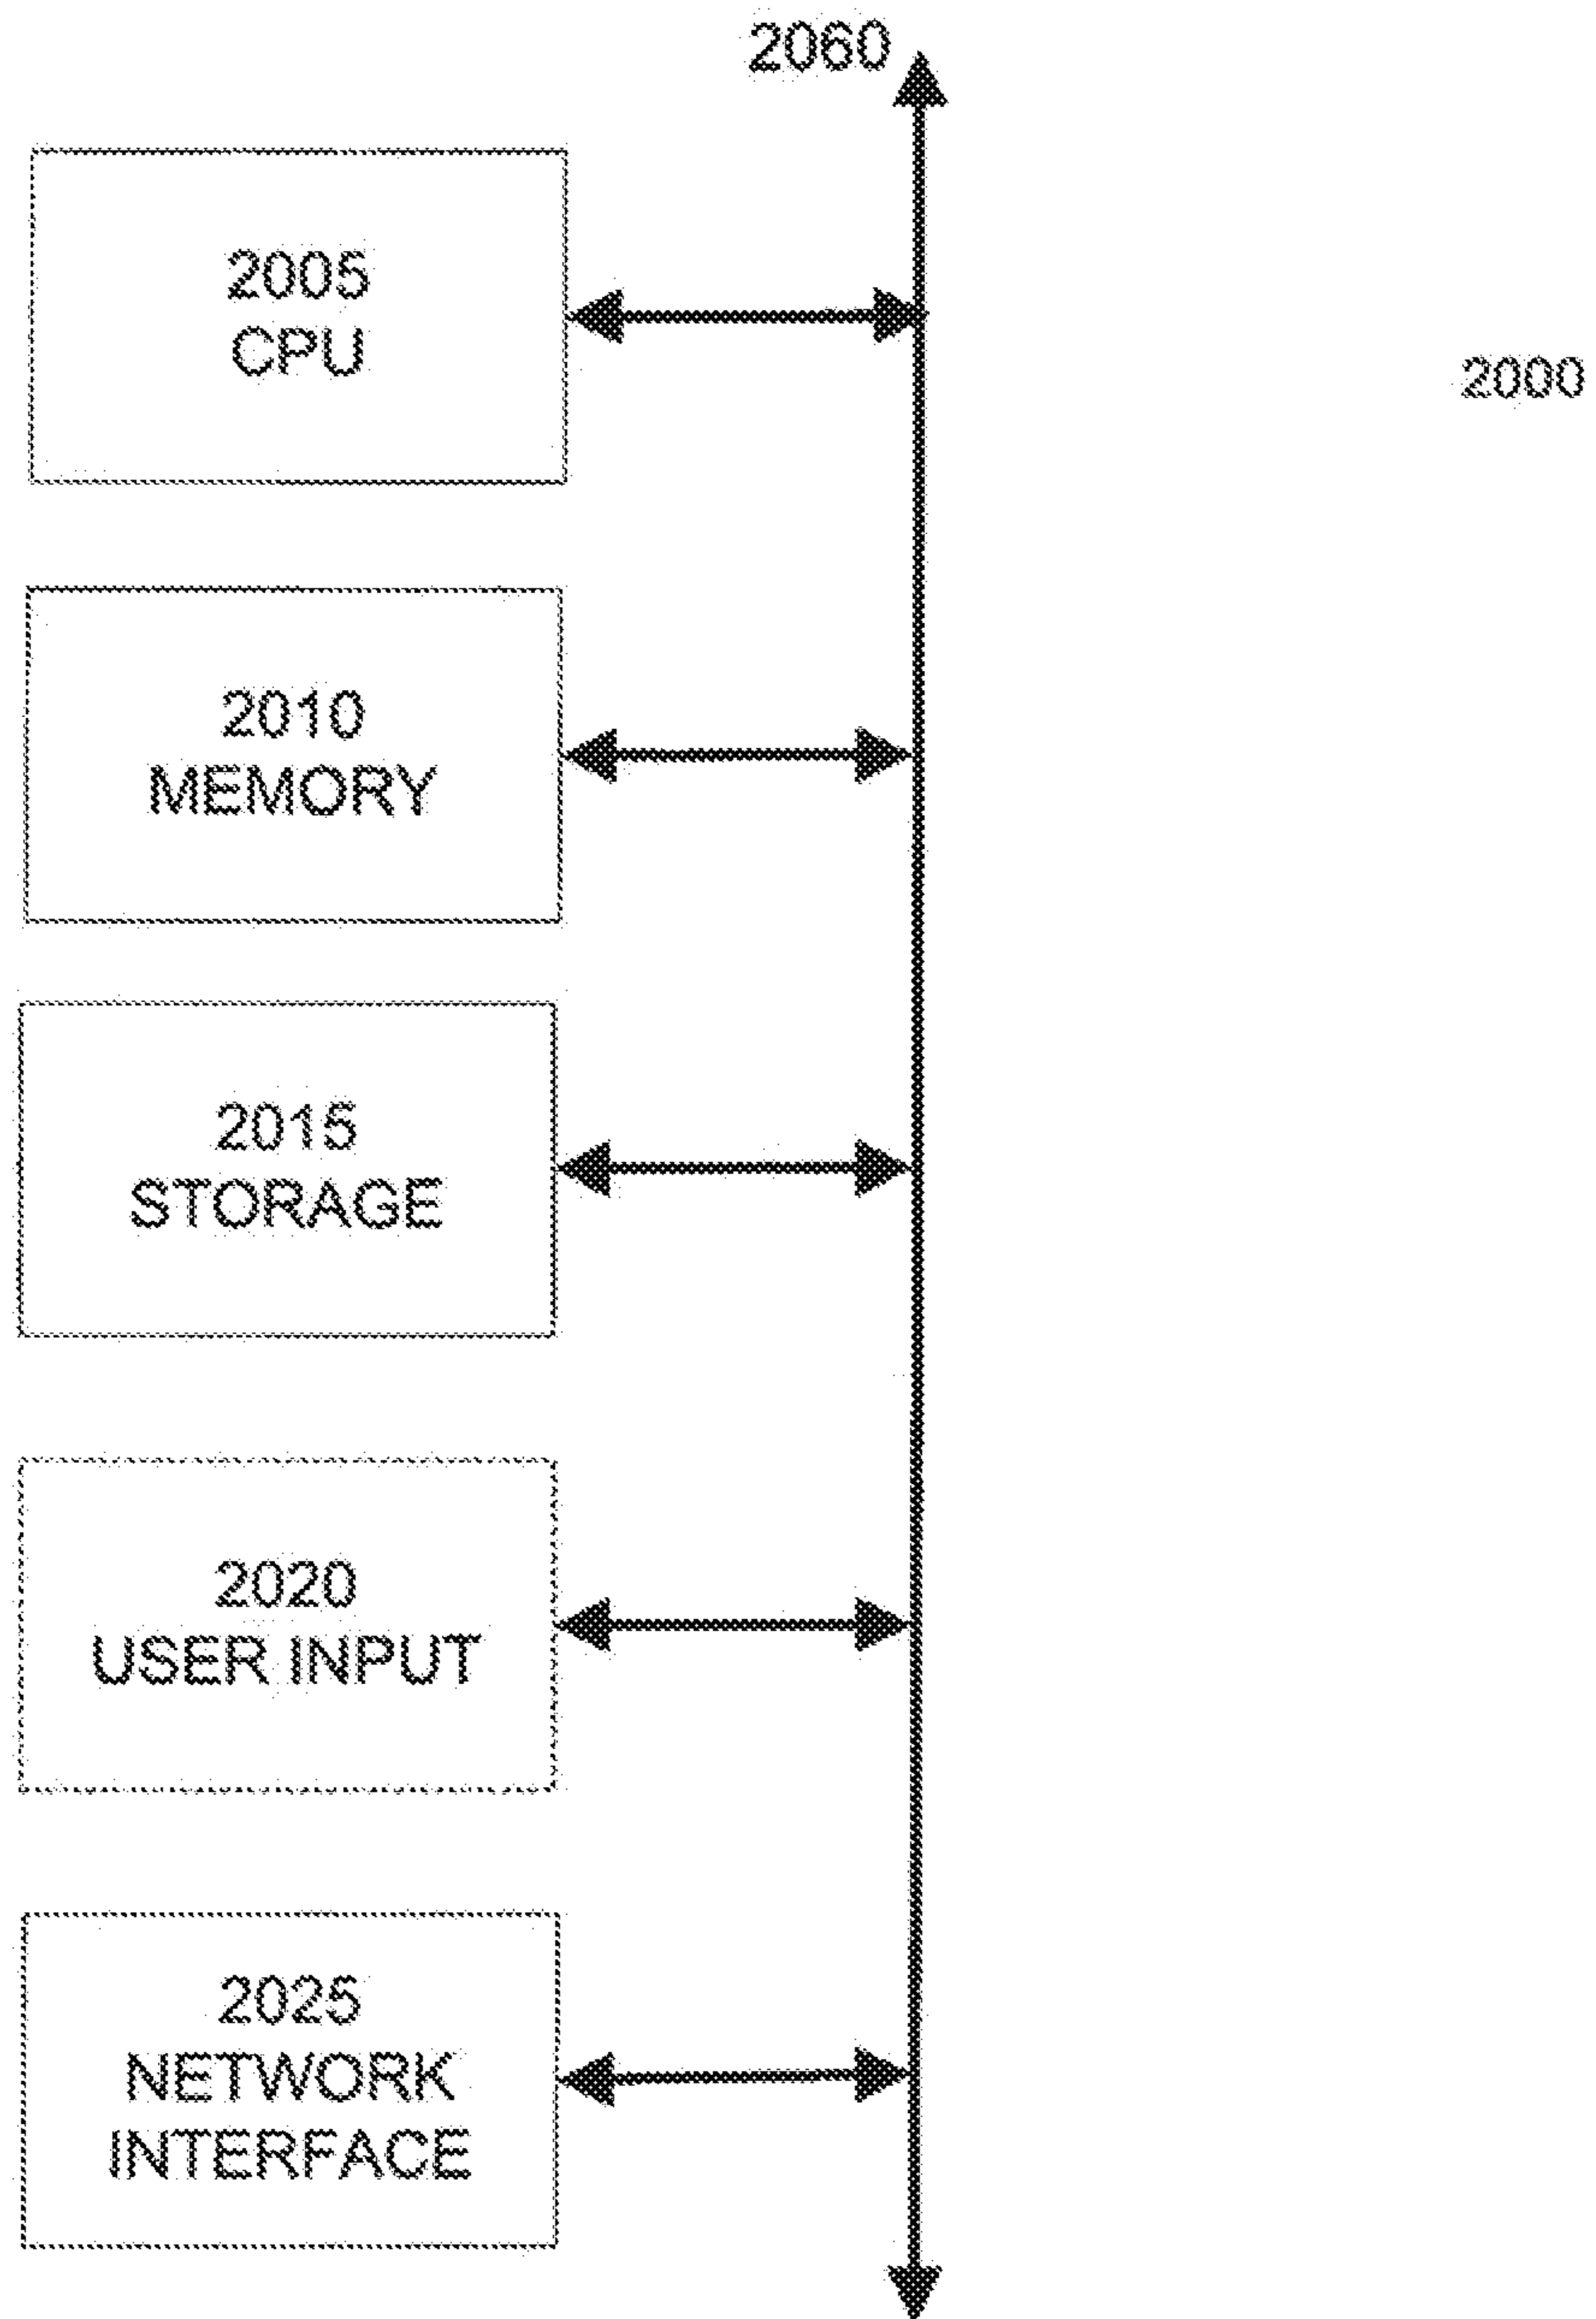 2060
2005
CPU
2000
2010
MEMORY
2015
STORAGE
2020
USER INPUT
2025
NETWORK
INTERFACE